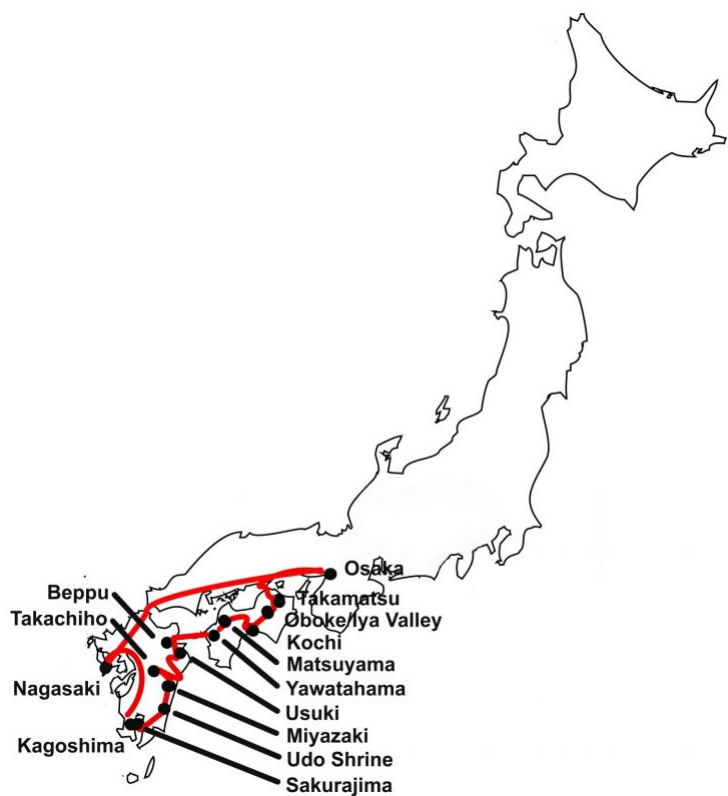 Osaka
Beppu
Takamatsu
Takachiho
Oboke/Iya Valley
Kochi
Matsuyama
Nagasaki
Yawatahama
Usuki
Miyazaki
Kagoshima
Udo Shrine
Sakurajima